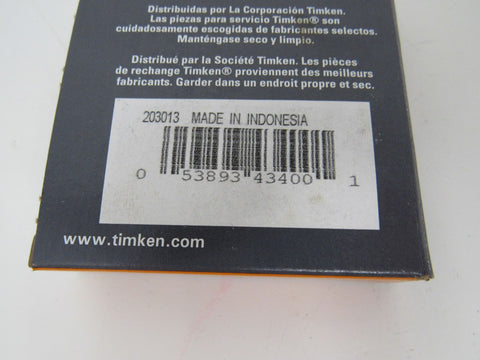 Distribuidas por La Corporación Timken.
Las piezas para servicio Timken® son
cuidadosamente escogidas de fabricantes selectos.
Manténgase seco y limpio.
Distribué par la Société Timken. Les pièces
de rechange Timken® proviennent des meilleurs
fabricants. Garder dans un endroit propre et sec.
203013 MADE IN INDONESIA
0 53893 43400 1
www.timken.com